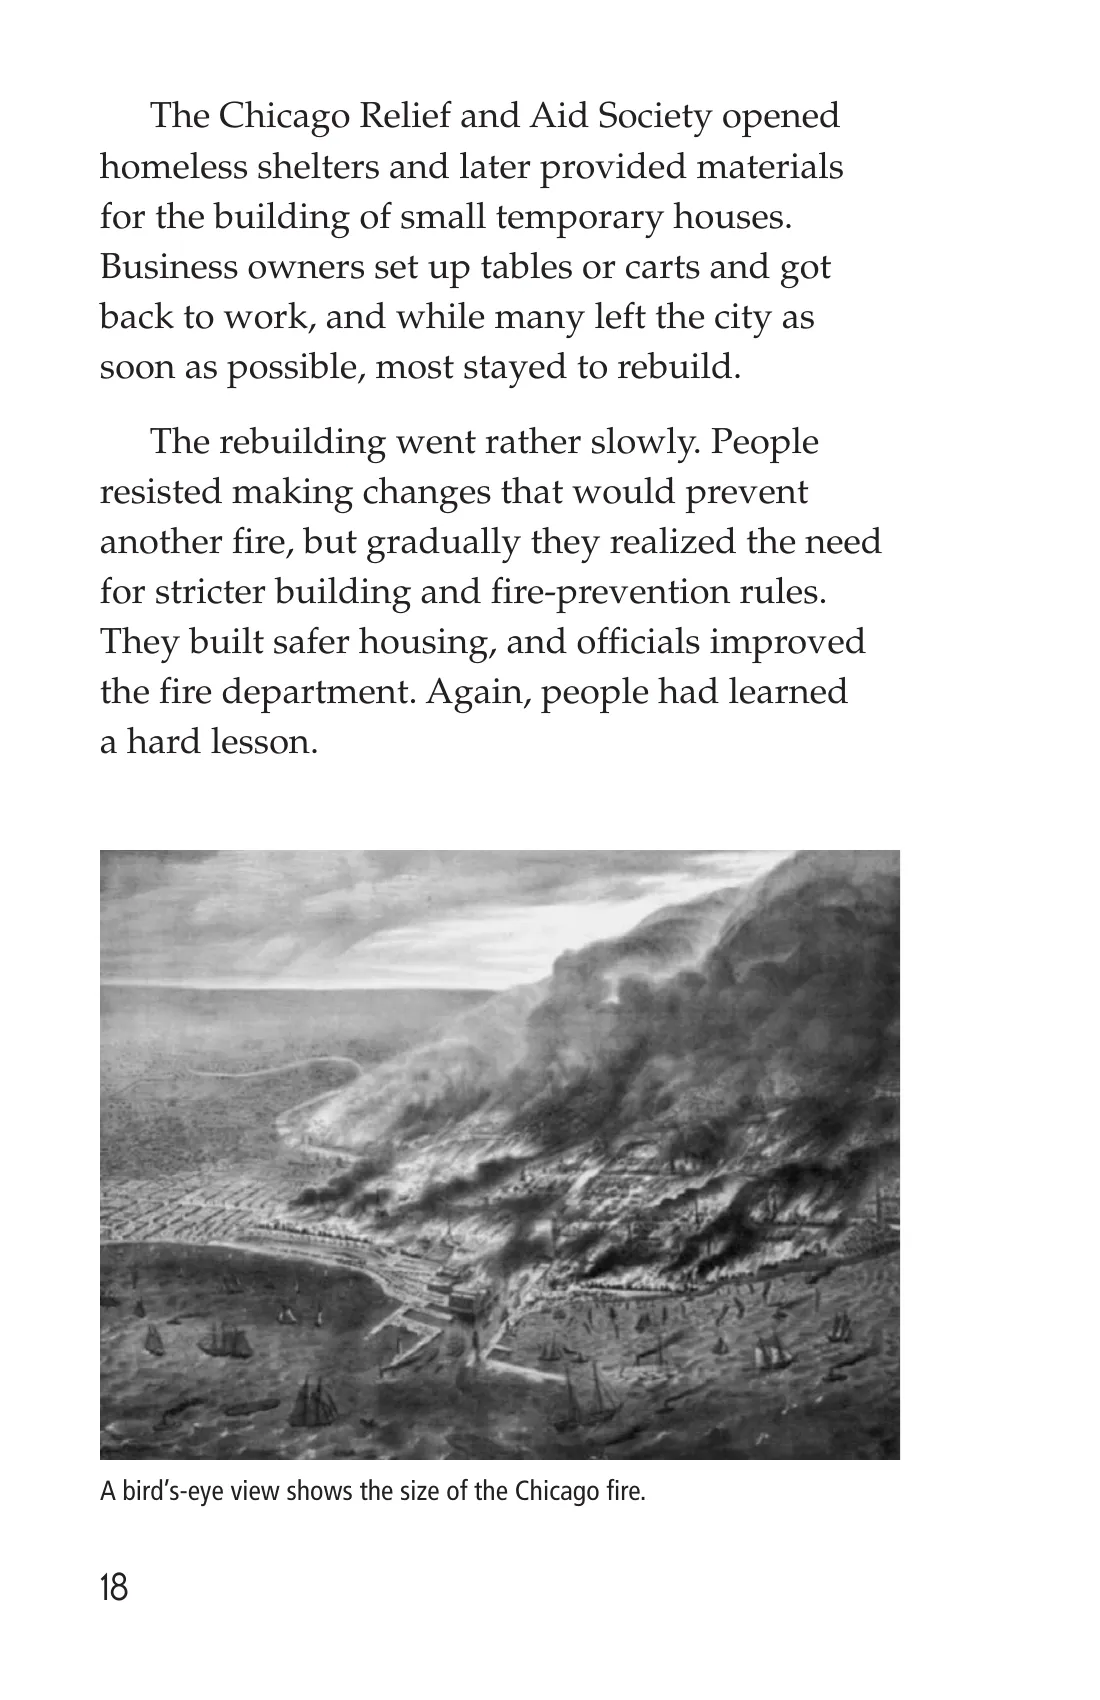 The Chicago Relief and Aid Society opened
homeless shelters and later provided materials
for the building of small temporary houses.
Business owners set up tables or carts and got
back to work, and while many left the city as
soon as possible, most stayed to rebuild.
The rebuilding went rather slowly. People
resisted making changes that would prevent
another fire, but gradually they realized the need
for stricter building and fire-prevention rules.
They built safer housing, and officials improved
the fire department. Again, people had learned
a hard lesson.
A bird’s-eye view shows the size of the Chicago fire.
18